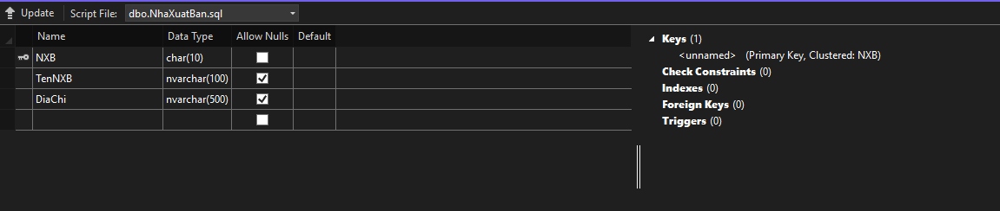 Update Script File: dbo.NhaXuatBan.sql
Name Data Type Allow Nulls Default
NXB char(10)
TenNXB nvarchar(100)
DiaChi nvarchar(500)
Keys (1)
<unnamed> (Primary Key, Clustered: NXB)
Check Constraints (0)
Indexes (0)
Foreign Keys (0)
Triggers (0)